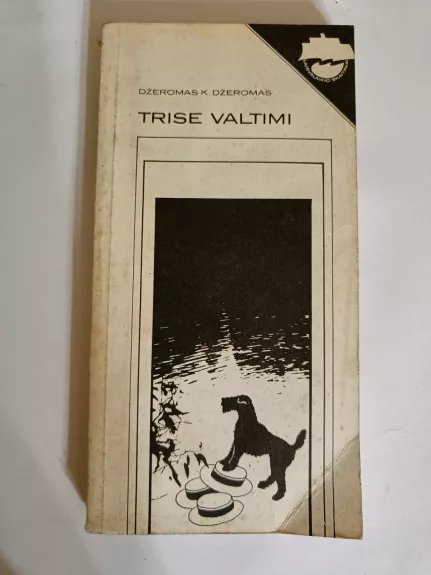 DŽEROMAS K. DŽEROMAS
TRISE VALTIMI